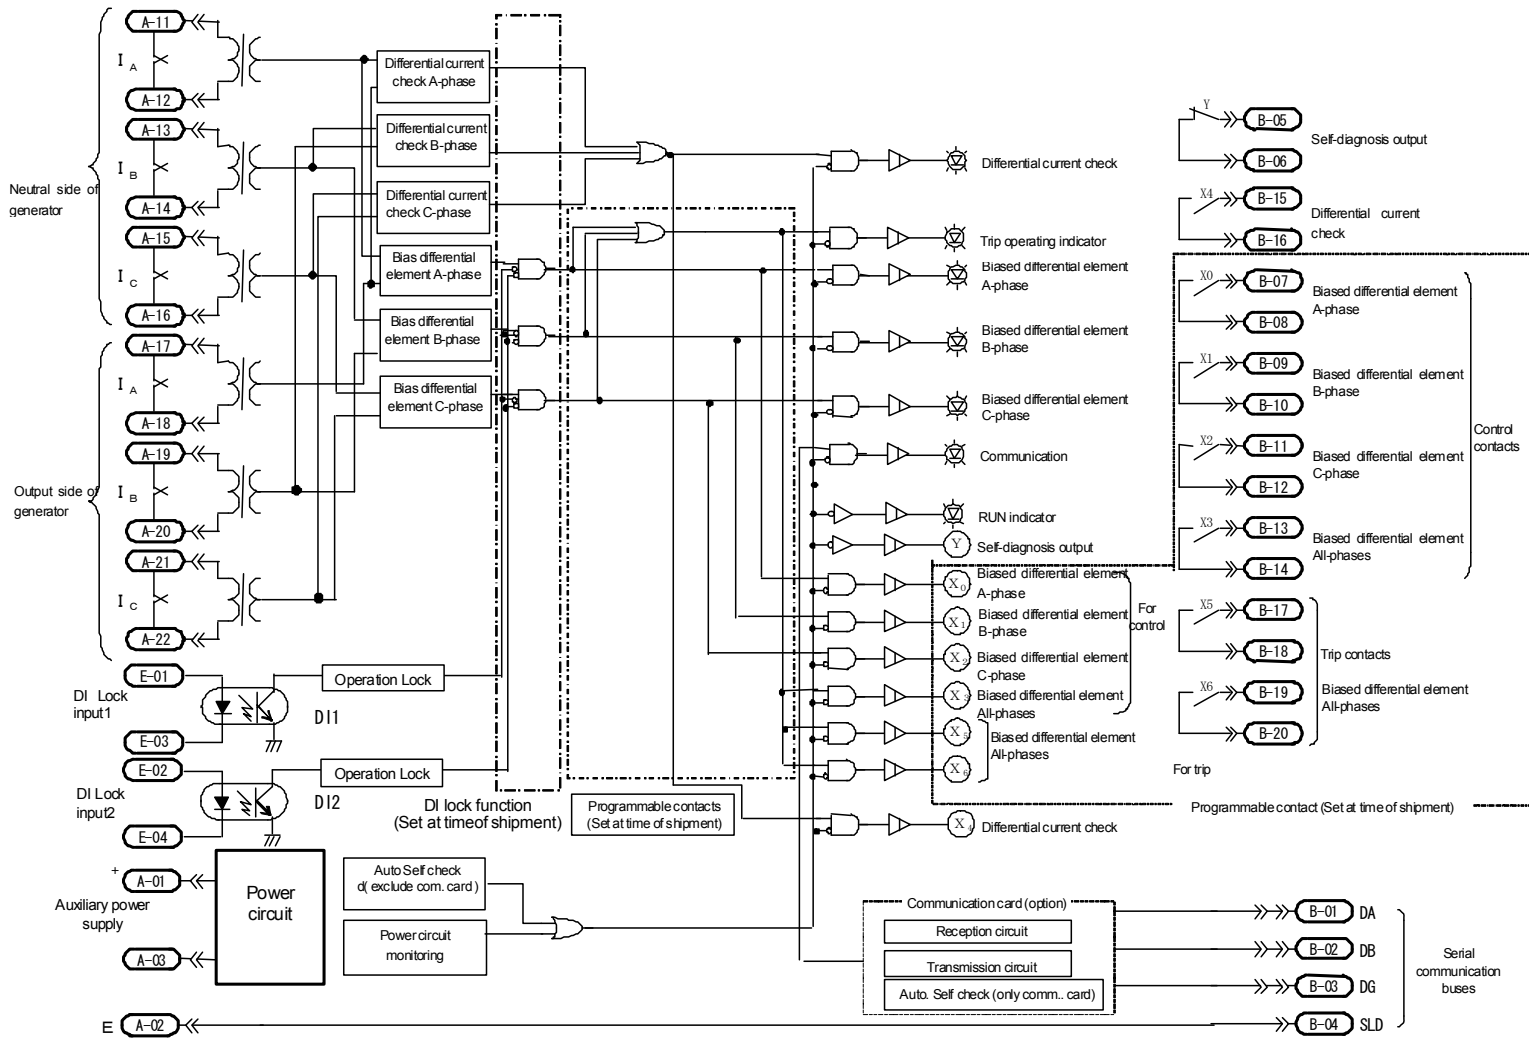 A-11
I A
A-12
A-13
I B
A-14
Neutral side of
generator
A-15
I C
A-16
A-17
I A
A-18
A-19
Output side of
generator
I B
A-20
A-21
I C
A-22
E-01
DI Lock
input1
DI1
E-03
E-02
DI Lock
input2
DI2
E-04
+
A-01
Auxiliary power
supply
A-03
Power
circuit
E
A-02
Differential current
check A-phase
Differential current
check B-phase
Differential current
check C-phase
Bias differential
element A-phase
Bias differential
element B-phase
Bias differential
element C-phase
Operation Lock
Operation Lock
DI lock function
(Set at timeof shipment)
Programmable contacts
(Set at time of shipment)
Auto Self check
d( exclude com. card )
Power circuit
monitoring
Differential current check
Trip operating indicator
Biased differential element
A-phase
Biased differential element
B-phase
Biased differential element
C-phase
Communication
RUN indicator
Y
Self-diagnosis output
X0
Biased differential element
A-phase
X1
Biased differential element
B-phase
X2
Biased differential element
C-phase
X3
Biased differential element
All-phases
For
control
X5
Biased differential element
All-phases
X6
X4
Differential current check
For trip
Programmable contact (Set at time of shipment)
Communication card (option)
Reception circuit
Transmission circuit
Auto. Self check (only comm.. card)
Y
B-05
Self-diagnosis output
B-06
X4
B-15
Differential current
check
B-16
X0
B-07
Biased differential element
A-phase
B-08
X1
B-09
Biased differential element
B-phase
B-10
X2
B-11
Biased differential element
C-phase
B-12
X3
B-13
Biased differential element
All-phases
B-14
Control
contacts
X5
B-17
B-18
Trip contacts
X6
B-19
Biased differential element
All-phases
B-20
B-01 DA
B-02 DB
B-03 DG
B-04 SLD
Serial
communication
buses